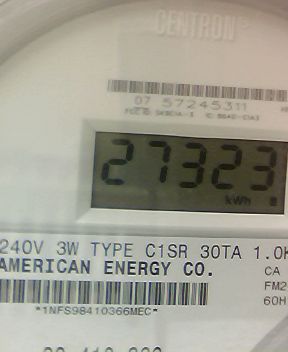 CENTRON®
07 57245311
27323
kWh
240V 3W TYPE C1SR 30TA 1.0K
AMERICAN ENERGY CO.
CA
FM2
60H
*1NFS98410366MEC*